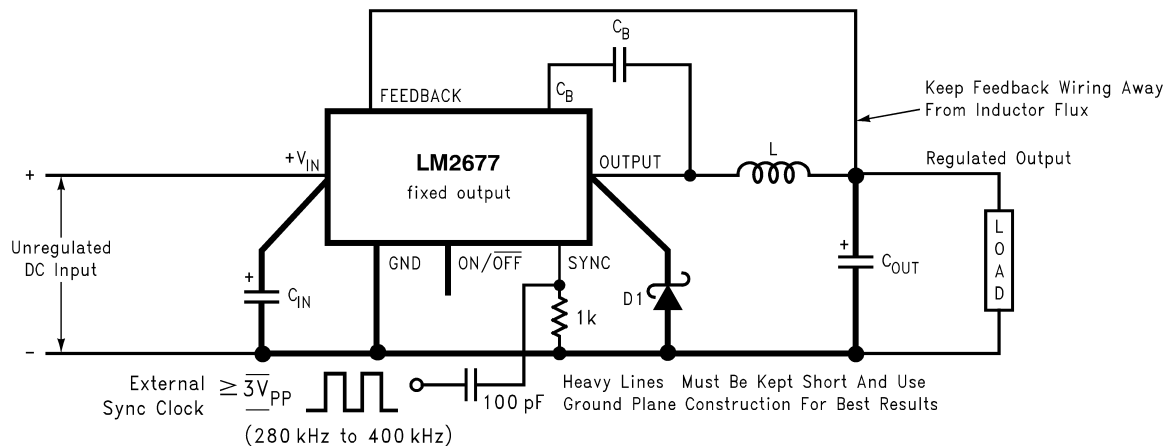 C_B
FEEDBACK
C_B
Keep Feedback Wiring Away
From Inductor Flux
+V_IN
LM2677
fixed output
OUTPUT
L
Regulated Output
+
Unregulated
DC Input
GND
ON/O̅F̅F̅
SYNC
+
C_IN
1k
D1
+
C_OUT
LOAD
−
External
Sync Clock
≥ 3V_PP
100 pF
(280 kHz to 400 kHz)
Heavy Lines Must Be Kept Short And Use
Ground Plane Construction For Best Results